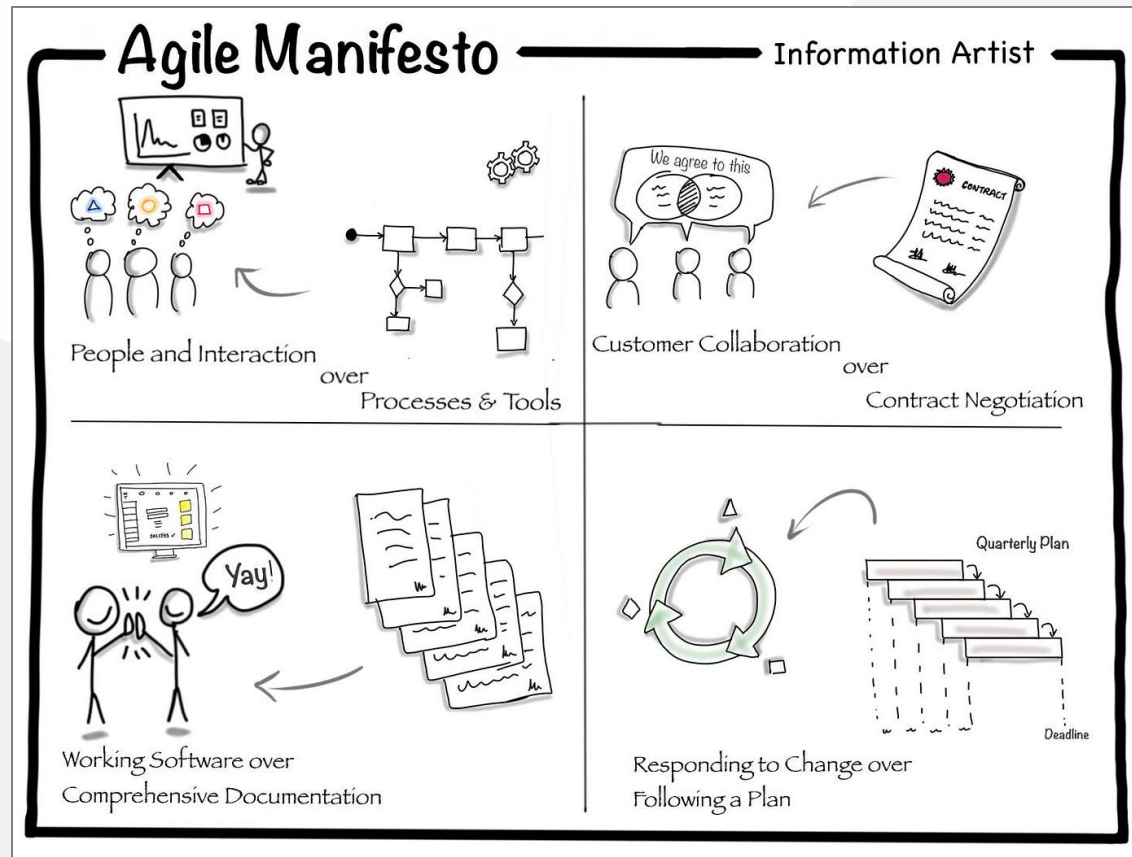 Agile Manifesto
Information Artist
People and Interaction
over
Processes & Tools
We agree to this
CONTRACT
Customer Collaboration
over
Contract Negotiation
SUCCESS ✓
Yay!
Working Software over
Comprehensive Documentation
Quarterly Plan
Deadline
Responding to Change over
Following a Plan